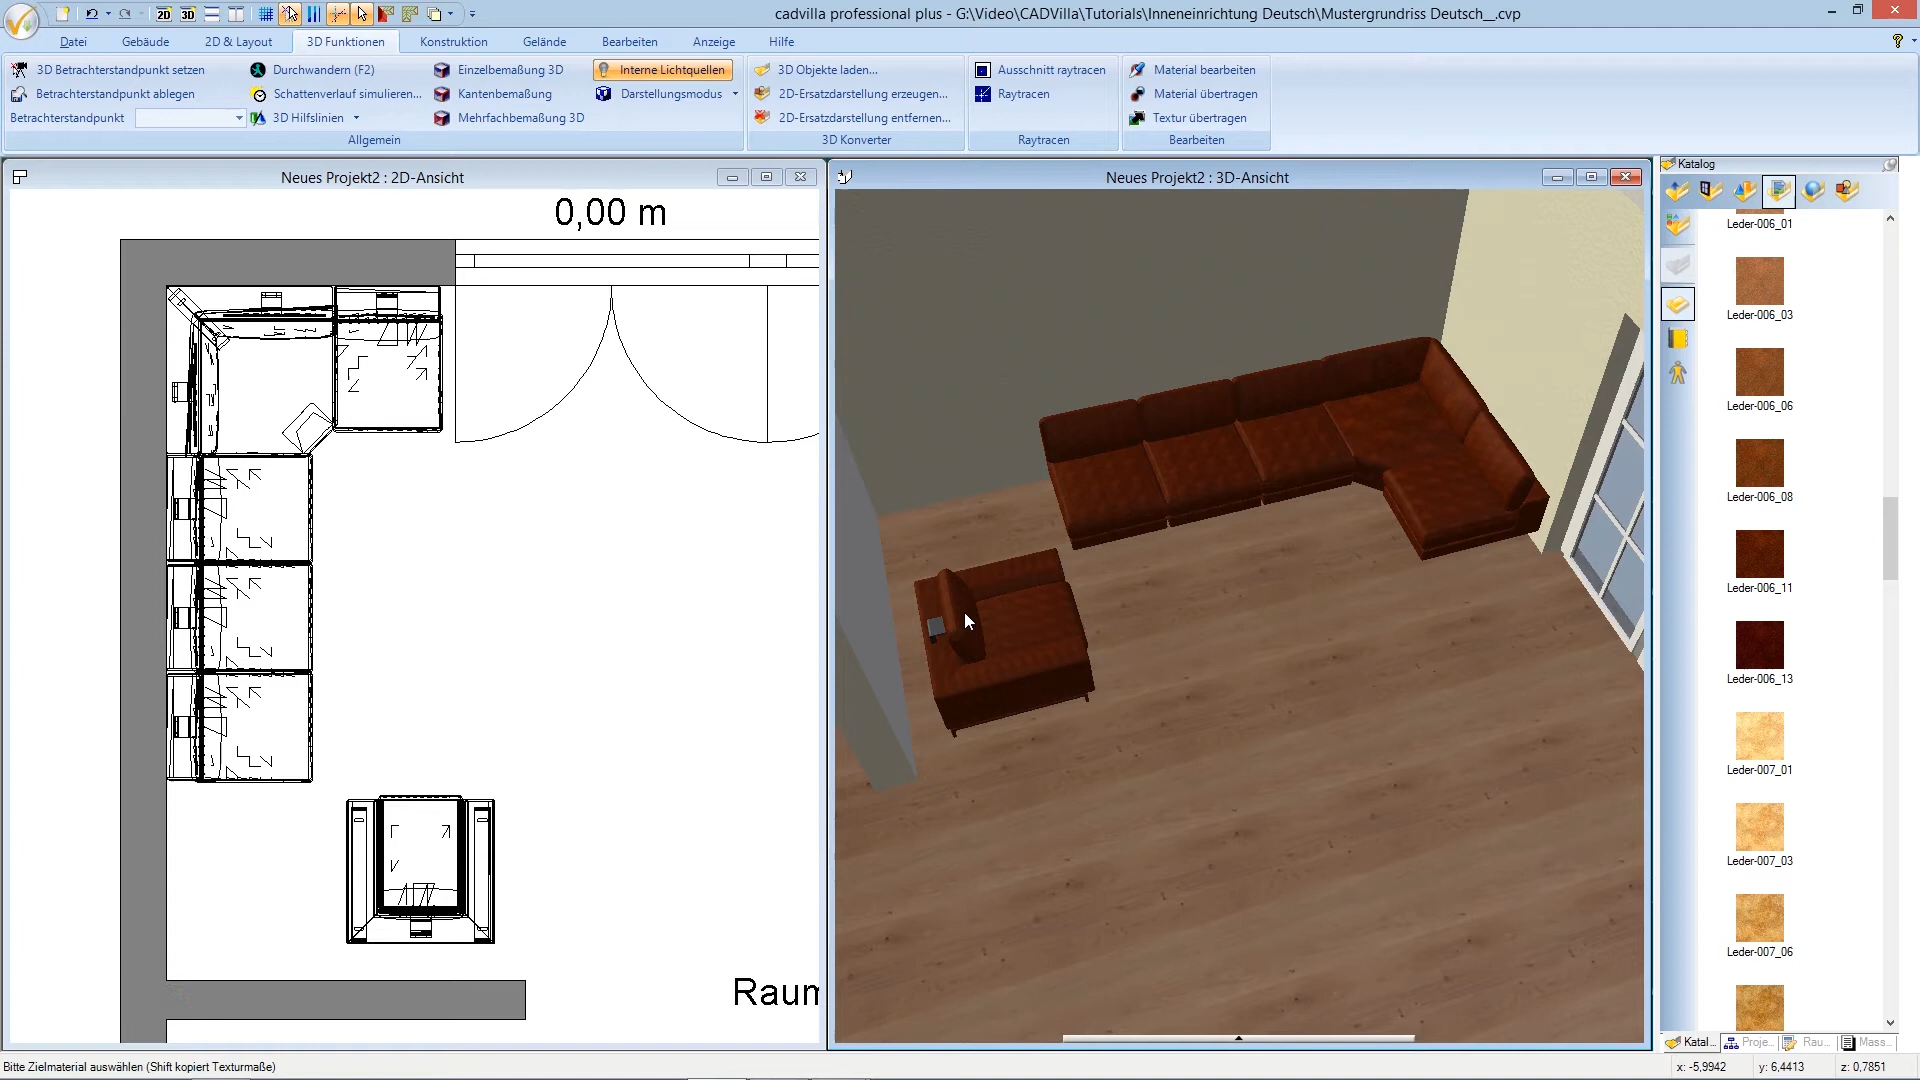 2D 3D
cadvilla professional plus - G:\Video\CADVilla\Tutorials\Inneneinrichtung Deutsch\Mustergrundriss Deutsch__.cvp
Datei Gebäude 2D & Layout 3D Funktionen Konstruktion Gelände Bearbeiten Anzeige Hilfe
3D Betrachterstandpunkt setzen Durchwandern (F2) Einzelbemaßung 3D Interne Lichtquellen 3D Objekte laden... Ausschnitt raytracen Material bearbeiten
Betrachterstandpunkt ablegen Schattenverlauf simulieren... Kantenbemaßung Darstellungsmodus 2D-Ersatzdarstellung erzeugen... Raytracen Material übertragen
Betrachterstandpunkt 3D Hilfslinien Mehrfachbemaßung 3D 2D-Ersatzdarstellung entfernen... Textur übertragen
Allgemein 3D Konverter Raytracen Bearbeiten
Neues Projekt2 : 2D-Ansicht
Neues Projekt2 : 3D-Ansicht
Katalog
0,00 m
Raum
Leder-006_01
Leder-006_03
Leder-006_06
Leder-006_08
Leder-006_11
Leder-006_13
Leder-007_01
Leder-007_03
Leder-007_06
Katal... Proje... Rau... Mass...
Bitte Zielmaterial auswählen (Shift kopiert Texturmaße)
x: -5,9942 y: 6,4413 z: 0,7851